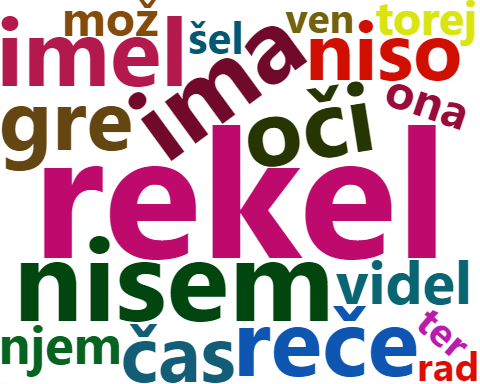 mož
ven
torej
imel
šel
ima
niso
gre
oči
ona
rekel
nisem
videl
njem
čas
reče
ter
rad